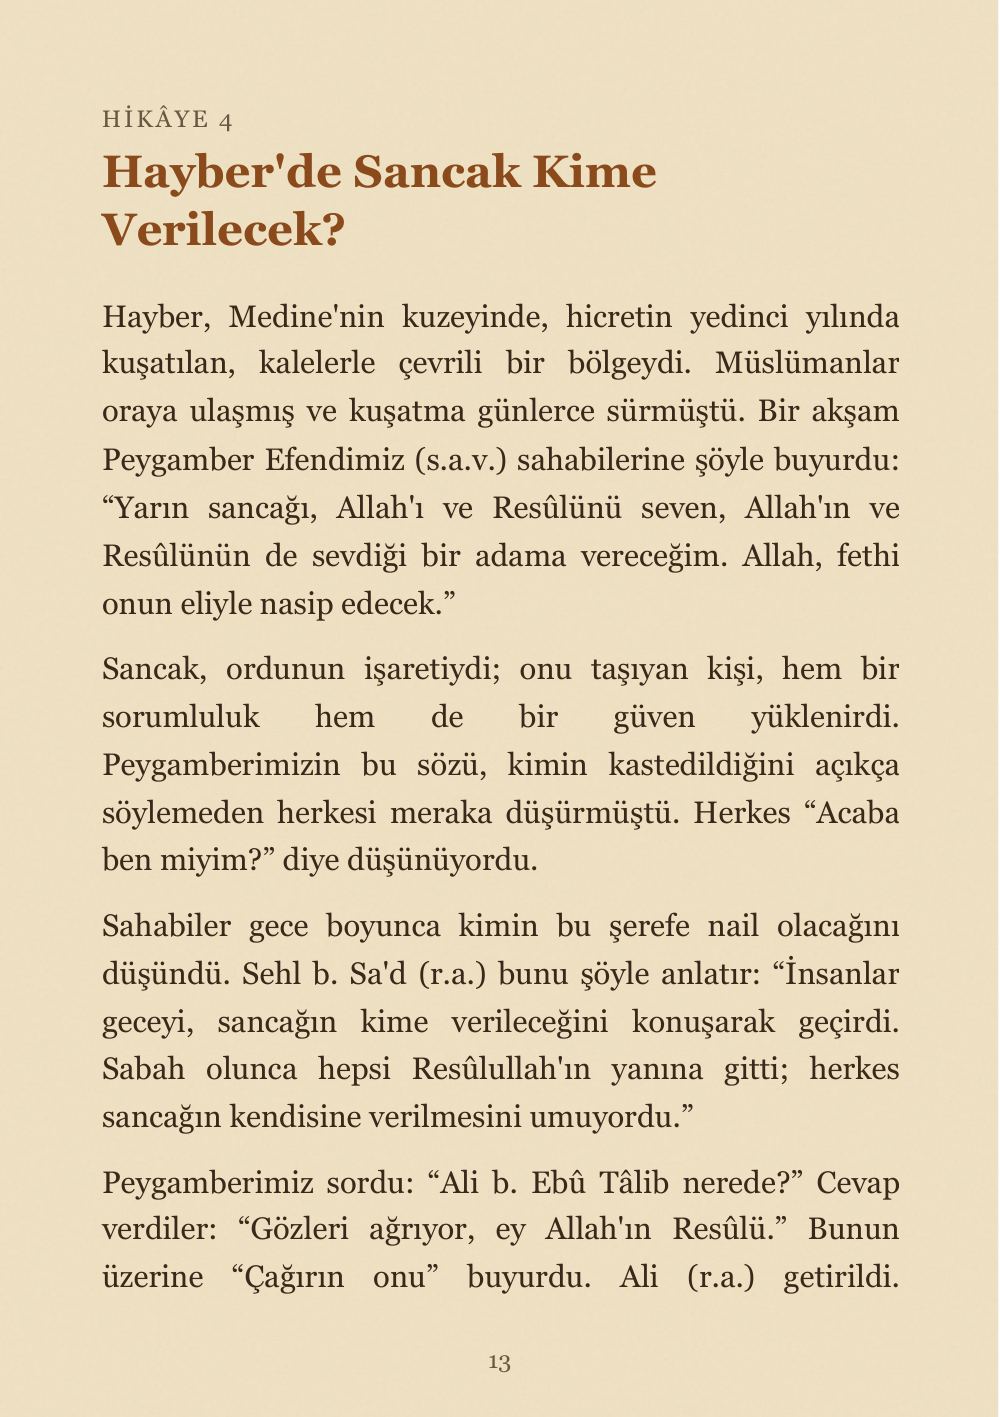 HİKÂYE 4
Hayber'de Sancak Kime
Verilecek?
Hayber, Medine'nin kuzeyinde, hicretin yedinci yılında
kuşatılan, kalelerle çevrili bir bölgeydi. Müslümanlar
oraya ulaşmış ve kuşatma günlerce sürmüştü. Bir akşam
Peygamber Efendimiz (s.a.v.) sahabilerine şöyle buyurdu:
“Yarın sancağı, Allah'ı ve Resûlünü seven, Allah'ın ve
Resûlünün de sevdiği bir adama vereceğim. Allah, fethi
onun eliyle nasip edecek.”
Sancak, ordunun işaretiydi; onu taşıyan kişi, hem bir
sorumluluk hem de bir güven yüklenirdi.
Peygamberimizin bu sözü, kimin kastedildiğini açıkça
söylemeden herkesi meraka düşürmüştü. Herkes “Acaba
ben miyim?” diye düşünüyordu.
Sahabiler gece boyunca kimin bu şerefe nail olacağını
düşündü. Sehl b. Sa'd (r.a.) bunu şöyle anlatır: “İnsanlar
geceyi, sancağın kime verileceğini konuşarak geçirdi.
Sabah olunca hepsi Resûlullah'ın yanına gitti; herkes
sancağın kendisine verilmesini umuyordu.”
Peygamberimiz sordu: “Ali b. Ebû Tâlib nerede?” Cevap
verdiler: “Gözleri ağrıyor, ey Allah'ın Resûlü.” Bunun
üzerine “Çağırın onu” buyurdu. Ali (r.a.) getirildi.
13